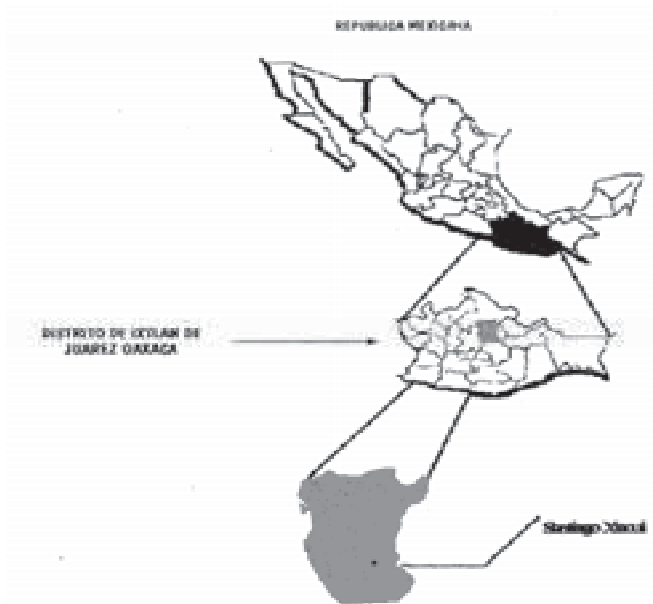 REPUBLICA MEXICANA
DISTRITO DE IXTLAN DE
JUAREZ OAXACA
Santiago Xiacui